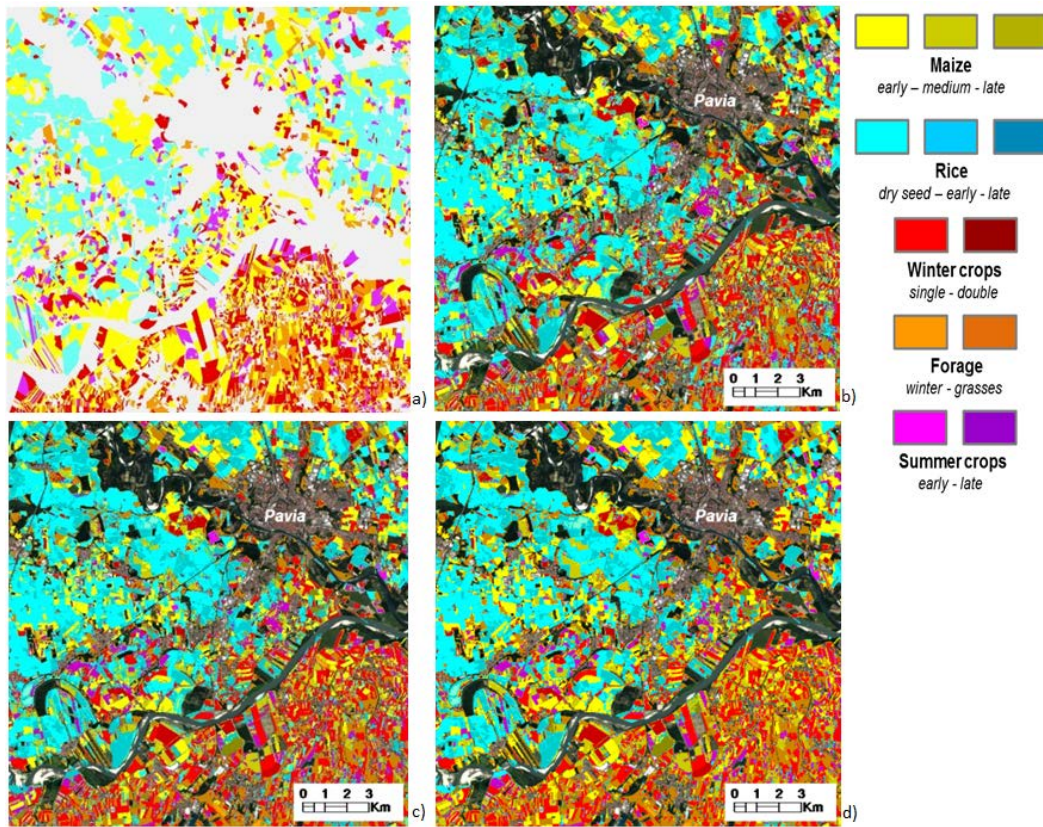 a)
Pavia
0 1 2 3
Km
b)
Pavia
0 1 2 3
Km
c)
Pavia
0 1 2 3
Km
d)
Maize
early – medium - late
Rice
dry seed – early - late
Winter crops
single - double
Forage
winter - grasses
Summer crops
early - late